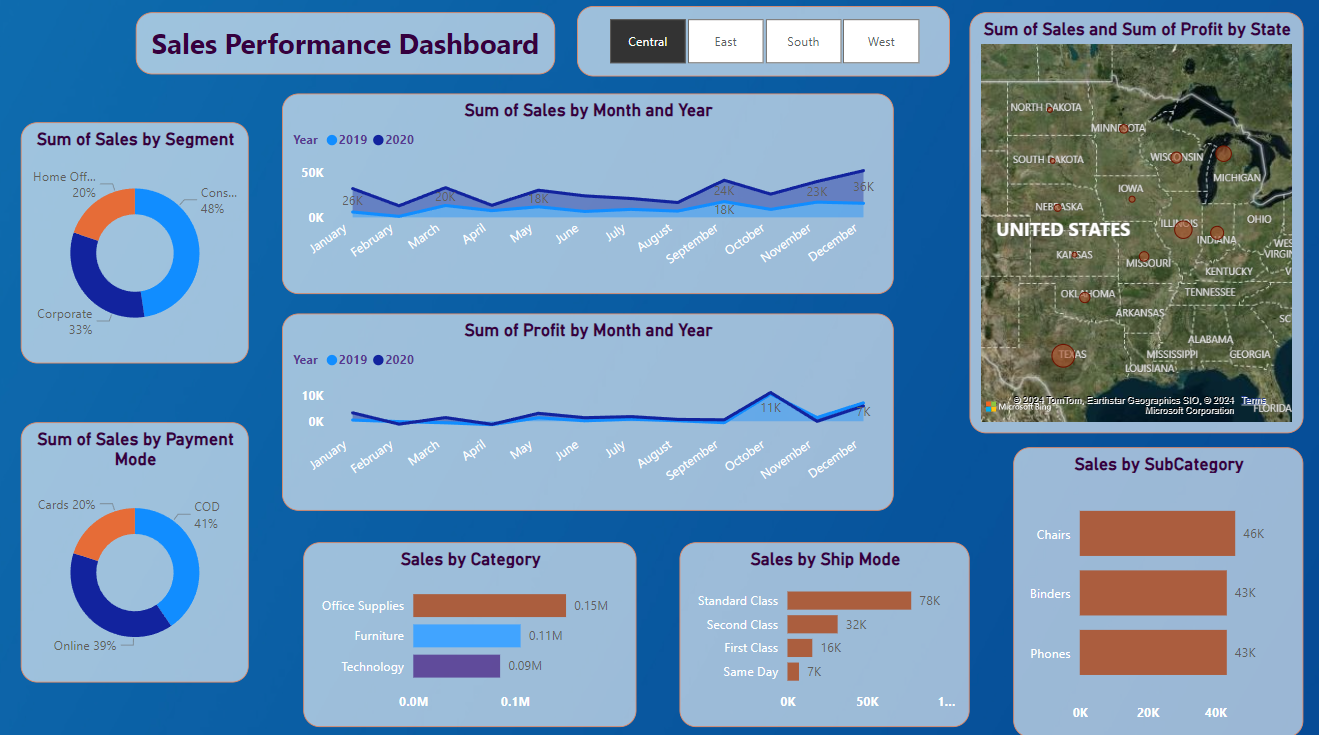 Sales Performance Dashboard
Central
East
South
West
Sum of Sales and Sum of Profit by State
NORTH DAKOTA
MINNESOTA
SOUTH DAKOTA
WISCONSIN
MICHIGAN
IOWA
NEBRASKA
ILLINOIS
OHIO
UNITED STATES
INDIANA
WES
VIRGIN
KANSAS
MISSOURI
KENTUCKY
V
OKLAHOMA
TENNESSEE
ARKANSAS
SC
ALABAMA
TEXAS
MISSISSIPPI
GEORGIA
LOUISIANA
© 2024 TomTom, Earthstar Geographics SIO, © 2024 Microsoft Corporation
Terms
Microsoft Bing
FLORIDA
Sum of Sales by Segment
Home Off...
20%
Cons...
48%
Corporate
33%
Sum of Sales by Month and Year
Year 2019 2020
50K
0K
26K
20K
18K
24K
18K
23K
36K
January
February
March
April
May
June
July
August
September
October
November
December
Sum of Profit by Month and Year
Year 2019 2020
10K
0K
11K
7K
January
February
March
April
May
June
July
August
September
October
November
December
Sum of Sales by Payment
Mode
Cards 20%
COD
41%
Online 39%
Sales by Category
Office Supplies 0.15M
Furniture 0.11M
Technology 0.09M
0.0M 0.1M
Sales by Ship Mode
Standard Class 78K
Second Class 32K
First Class 16K
Same Day 7K
0K 50K 1...
Sales by SubCategory
Chairs 46K
Binders 43K
Phones 43K
0K 20K 40K